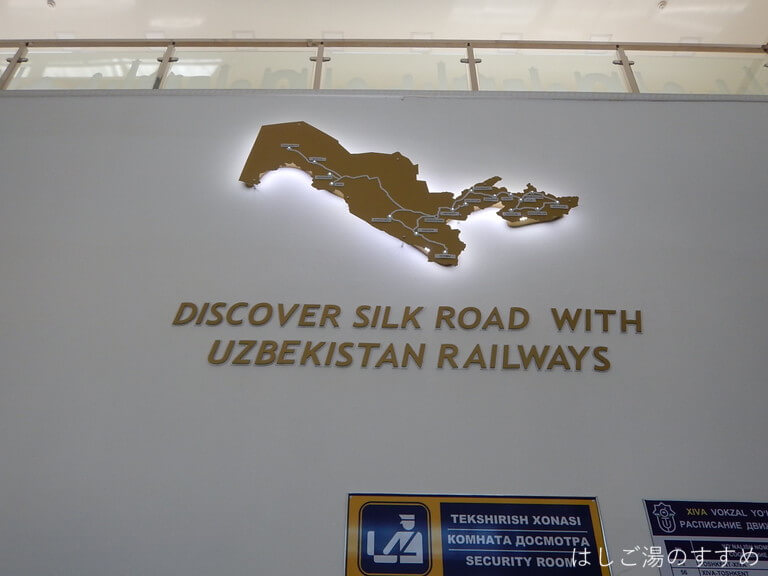 DISCOVER SILK ROAD WITH
UZBEKISTAN RAILWAYS
TEKSHIRISH XONASI
КОМНАТА ДОСМОТРА
SECURITY ROOM
XIVA VOKZAL
РАСПИСАНИЕ
56 XIVA-TOSHKENT
はしご湯のすすめ